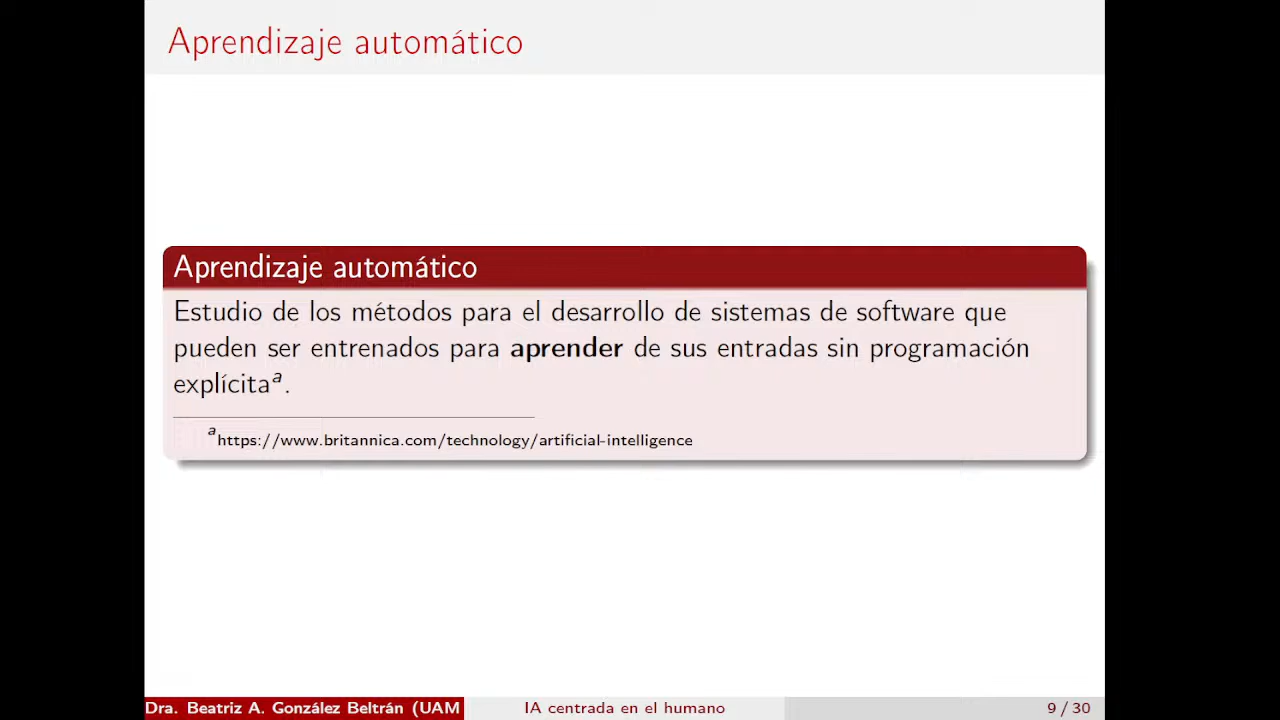 Aprendizaje automático
Aprendizaje automático
Estudio de los métodos para el desarrollo de sistemas de software que
pueden ser entrenados para aprender de sus entradas sin programación
explícitaᵃ.
ᵃhttps://www.britannica.com/technology/artificial-intelligence
Dra. Beatriz A. González Beltrán (UAM IA centrada en el humano 9 / 30